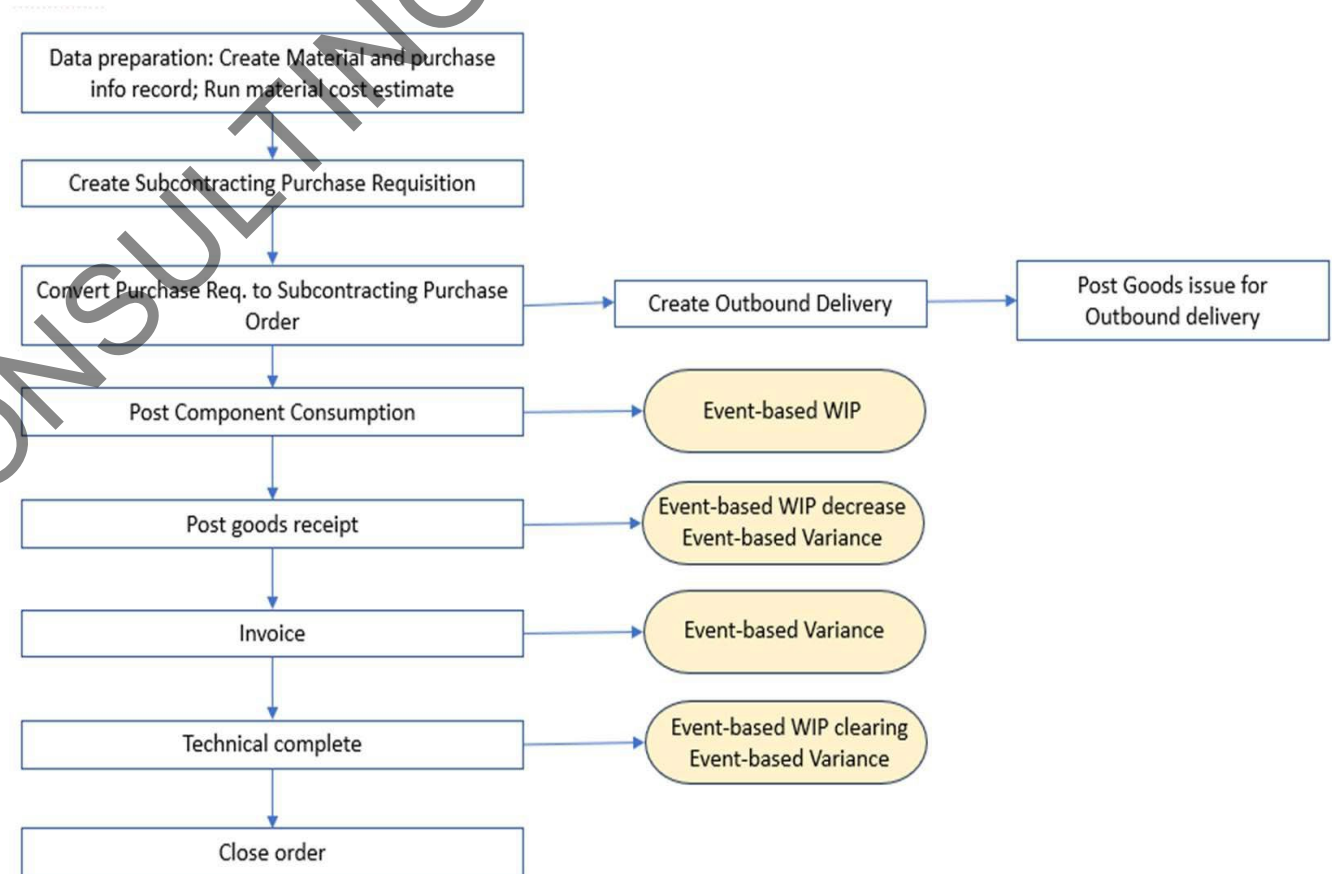 Data preparation: Create Material and purchase
info record; Run material cost estimate
Create Subcontracting Purchase Requisition
Convert Purchase Req. to Subcontracting Purchase
Order
Create Outbound Delivery
Post Goods issue for
Outbound delivery
Post Component Consumption
Event-based WIP
Post goods receipt
Event-based WIP decrease
Event-based Variance
Invoice
Event-based Variance
Technical complete
Event-based WIP clearing
Event-based Variance
Close order
ONSULTING